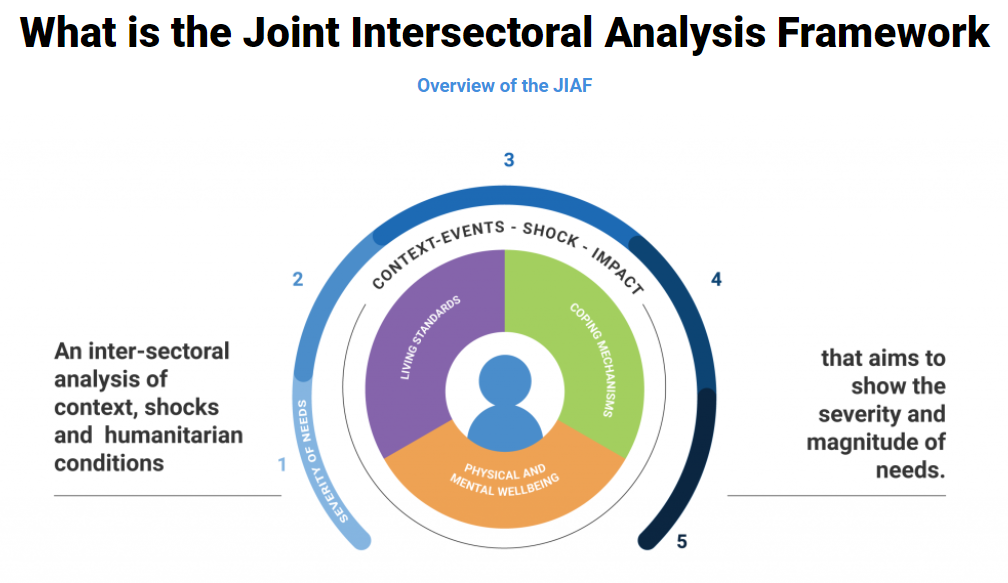 What is the Joint Intersectoral Analysis Framework
Overview of the JIAF
3
2
4
CONTEXT-EVENTS - SHOCK - IMPACT
LIVING STANDARDS
COPING MECHANISMS
PHYSICAL AND
MENTAL WELLBEING
An inter-sectoral
analysis of
context, shocks
and humanitarian
conditions
1
SEVERITY OF NEEDS
5
that aims to
show the
severity and
magnitude of
needs.